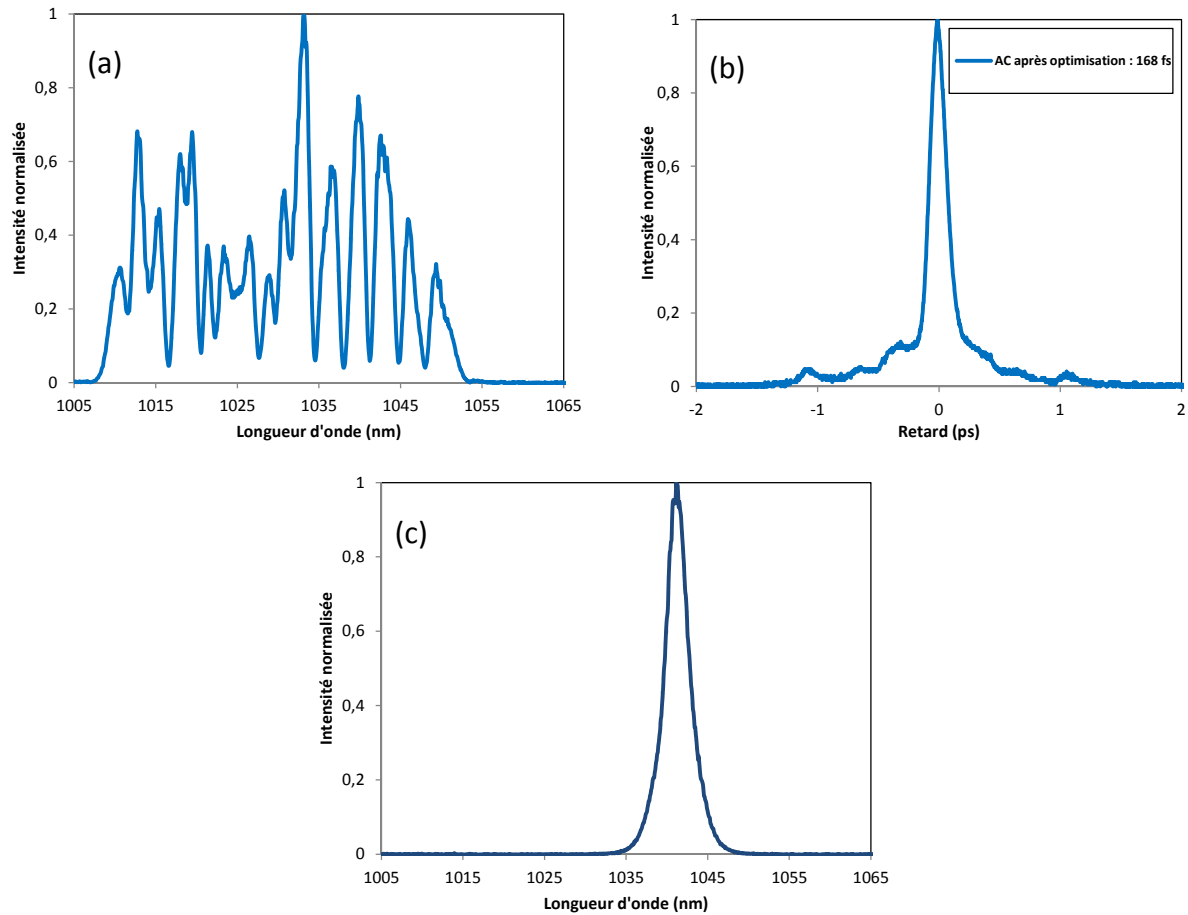 (a)
Intensité normalisée
1
0,8
0,6
0,4
0,2
0
1005 1015 1025 1035 1045 1055 1065
Longueur d'onde (nm)
(b)
AC après optimisation : 168 fs
Intensité normalisée
1
0,8
0,6
0,4
0,2
0
-2 -1 0 1 2
Retard (ps)
(c)
Intensité normalisée
1
0,8
0,6
0,4
0,2
0
1005 1015 1025 1035 1045 1055 1065
Longueur d'onde (nm)